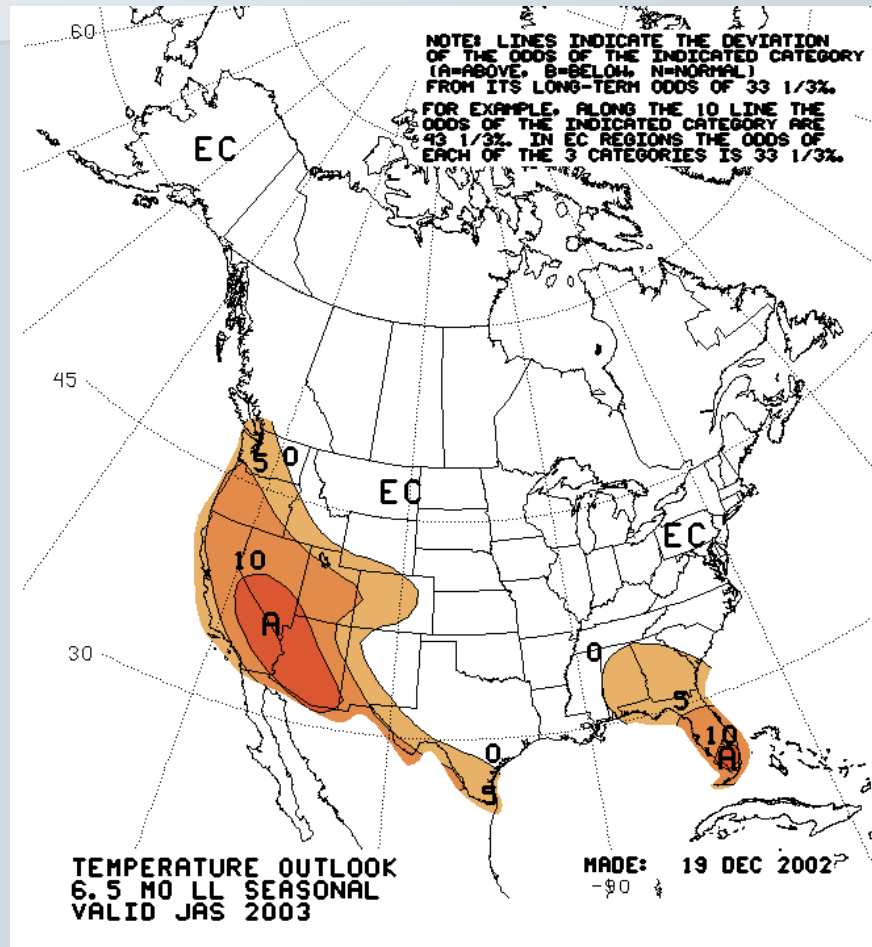 60
NOTE: LINES INDICATE THE DEVIATION
OF THE ODDS OF THE INDICATED CATEGORY
(A=ABOVE, B=BELOW, N=NORMAL)
FROM ITS LONG-TERM ODDS OF 33 1/3%.
FOR EXAMPLE, ALONG THE 10 LINE THE
ODDS OF THE INDICATED CATEGORY ARE
43 1/3%. IN EC REGIONS THE ODDS OF
EACH OF THE 3 CATEGORIES IS 33 1/3%.
EC
45
5 0
EC
EC
10
A
30
0
5
10
A
0
5
TEMPERATURE OUTLOOK
6.5 MO LL SEASONAL
VALID JAS 2003
MADE: 19 DEC 2002
-90